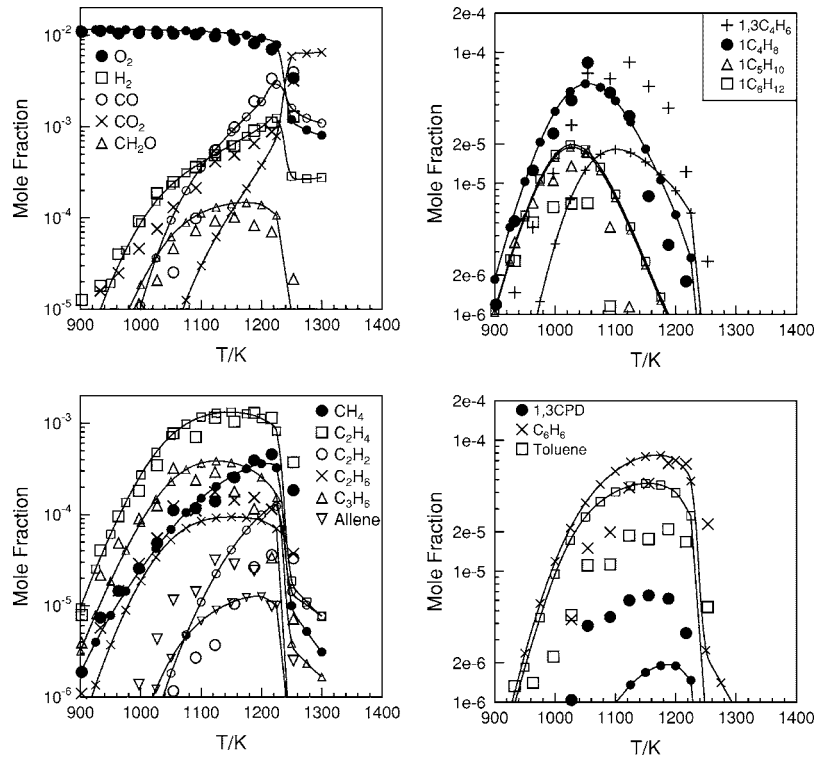 10⁻²
10⁻³
10⁻⁴
10⁻⁵
Mole Fraction
O₂
H₂
CO
CO₂
CH₂O
900 1000 1100 1200 1300 1400
T/K
2e-4
1e-4
2e-5
1e-5
2e-6
1e-6
Mole Fraction
1,3C₄H₆
1C₄H₈
1C₅H₁₀
1C₆H₁₂
900 1000 1100 1200 1300 1400
T/K
10⁻³
10⁻⁴
10⁻⁵
10⁻⁶
Mole Fraction
CH₄
C₂H₄
C₂H₂
C₂H₆
C₃H₆
Allene
900 1000 1100 1200 1300 1400
T/K
2e-4
1e-4
2e-5
1e-5
2e-6
1e-6
Mole Fraction
1,3CPD
C₆H₆
Toluene
900 1000 1100 1200 1300 1400
T/K